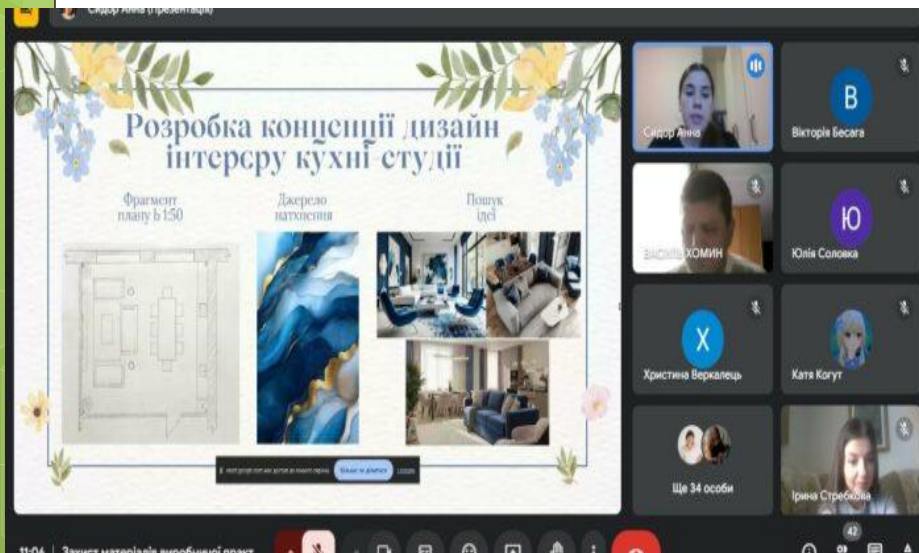 Сидор Анна (Презентація)
Розробка концепції дизайн
інтерєру кухні-студії
Фрагмент
плану Ь 1:50
Джерело
натхнення
Пошук
ідеї
Сидор Анна
В
Вікторія Бесага
ВАСИЛЬ ХОМИН
Ю
Юлія Соловка
Х
Христина Веркалець
Катя Когут
Ще 34 особи
Ірина Стребкова
42
11:06 | Захист матеріалів виробничої практ...